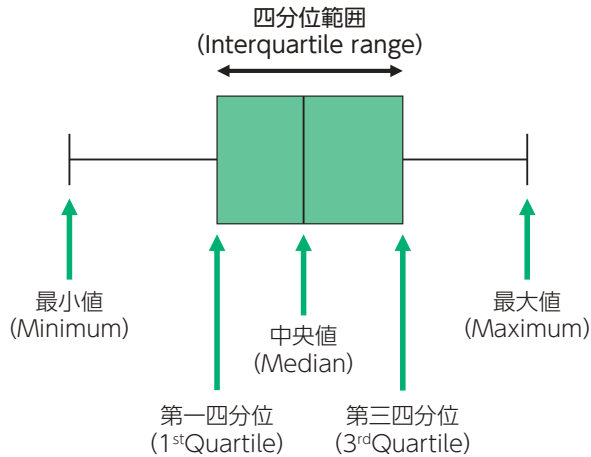 四分位範囲
(Interquartile range)
最小値
(Minimum)
最大値
(Maximum)
中央値
(Median)
第一四分位
(1stQuartile)
第三四分位
(3rdQuartile)